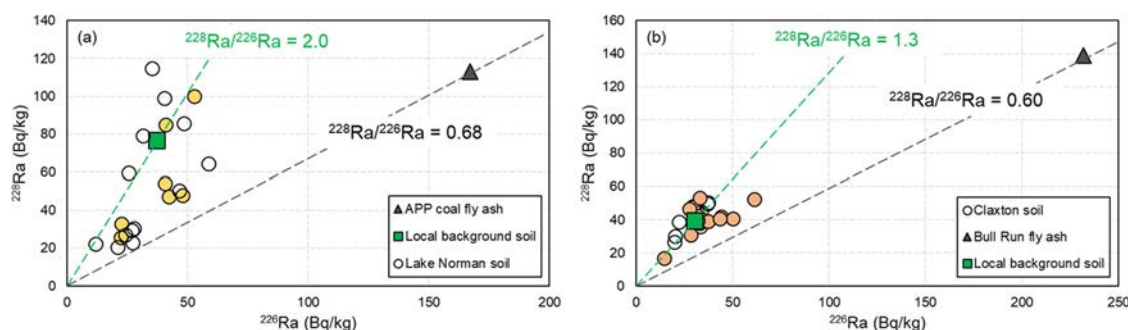 (a)
²²⁸Ra/²²⁶Ra = 2.0
²²⁸Ra/²²⁶Ra = 0.68
140
120
100
80
60
40
20
0
²²⁸Ra (Bq/kg)
0
50
100
150
200
²²⁶Ra (Bq/kg)
APP coal fly ash
Local background soil
Lake Norman soil
(b)
²²⁸Ra/²²⁶Ra = 1.3
²²⁸Ra/²²⁶Ra = 0.60
160
140
120
100
80
60
40
20
0
²²⁸Ra (Bq/kg)
0
50
100
150
200
250
²²⁶Ra (Bq/kg)
Claxton soil
Bull Run fly ash
Local background soil